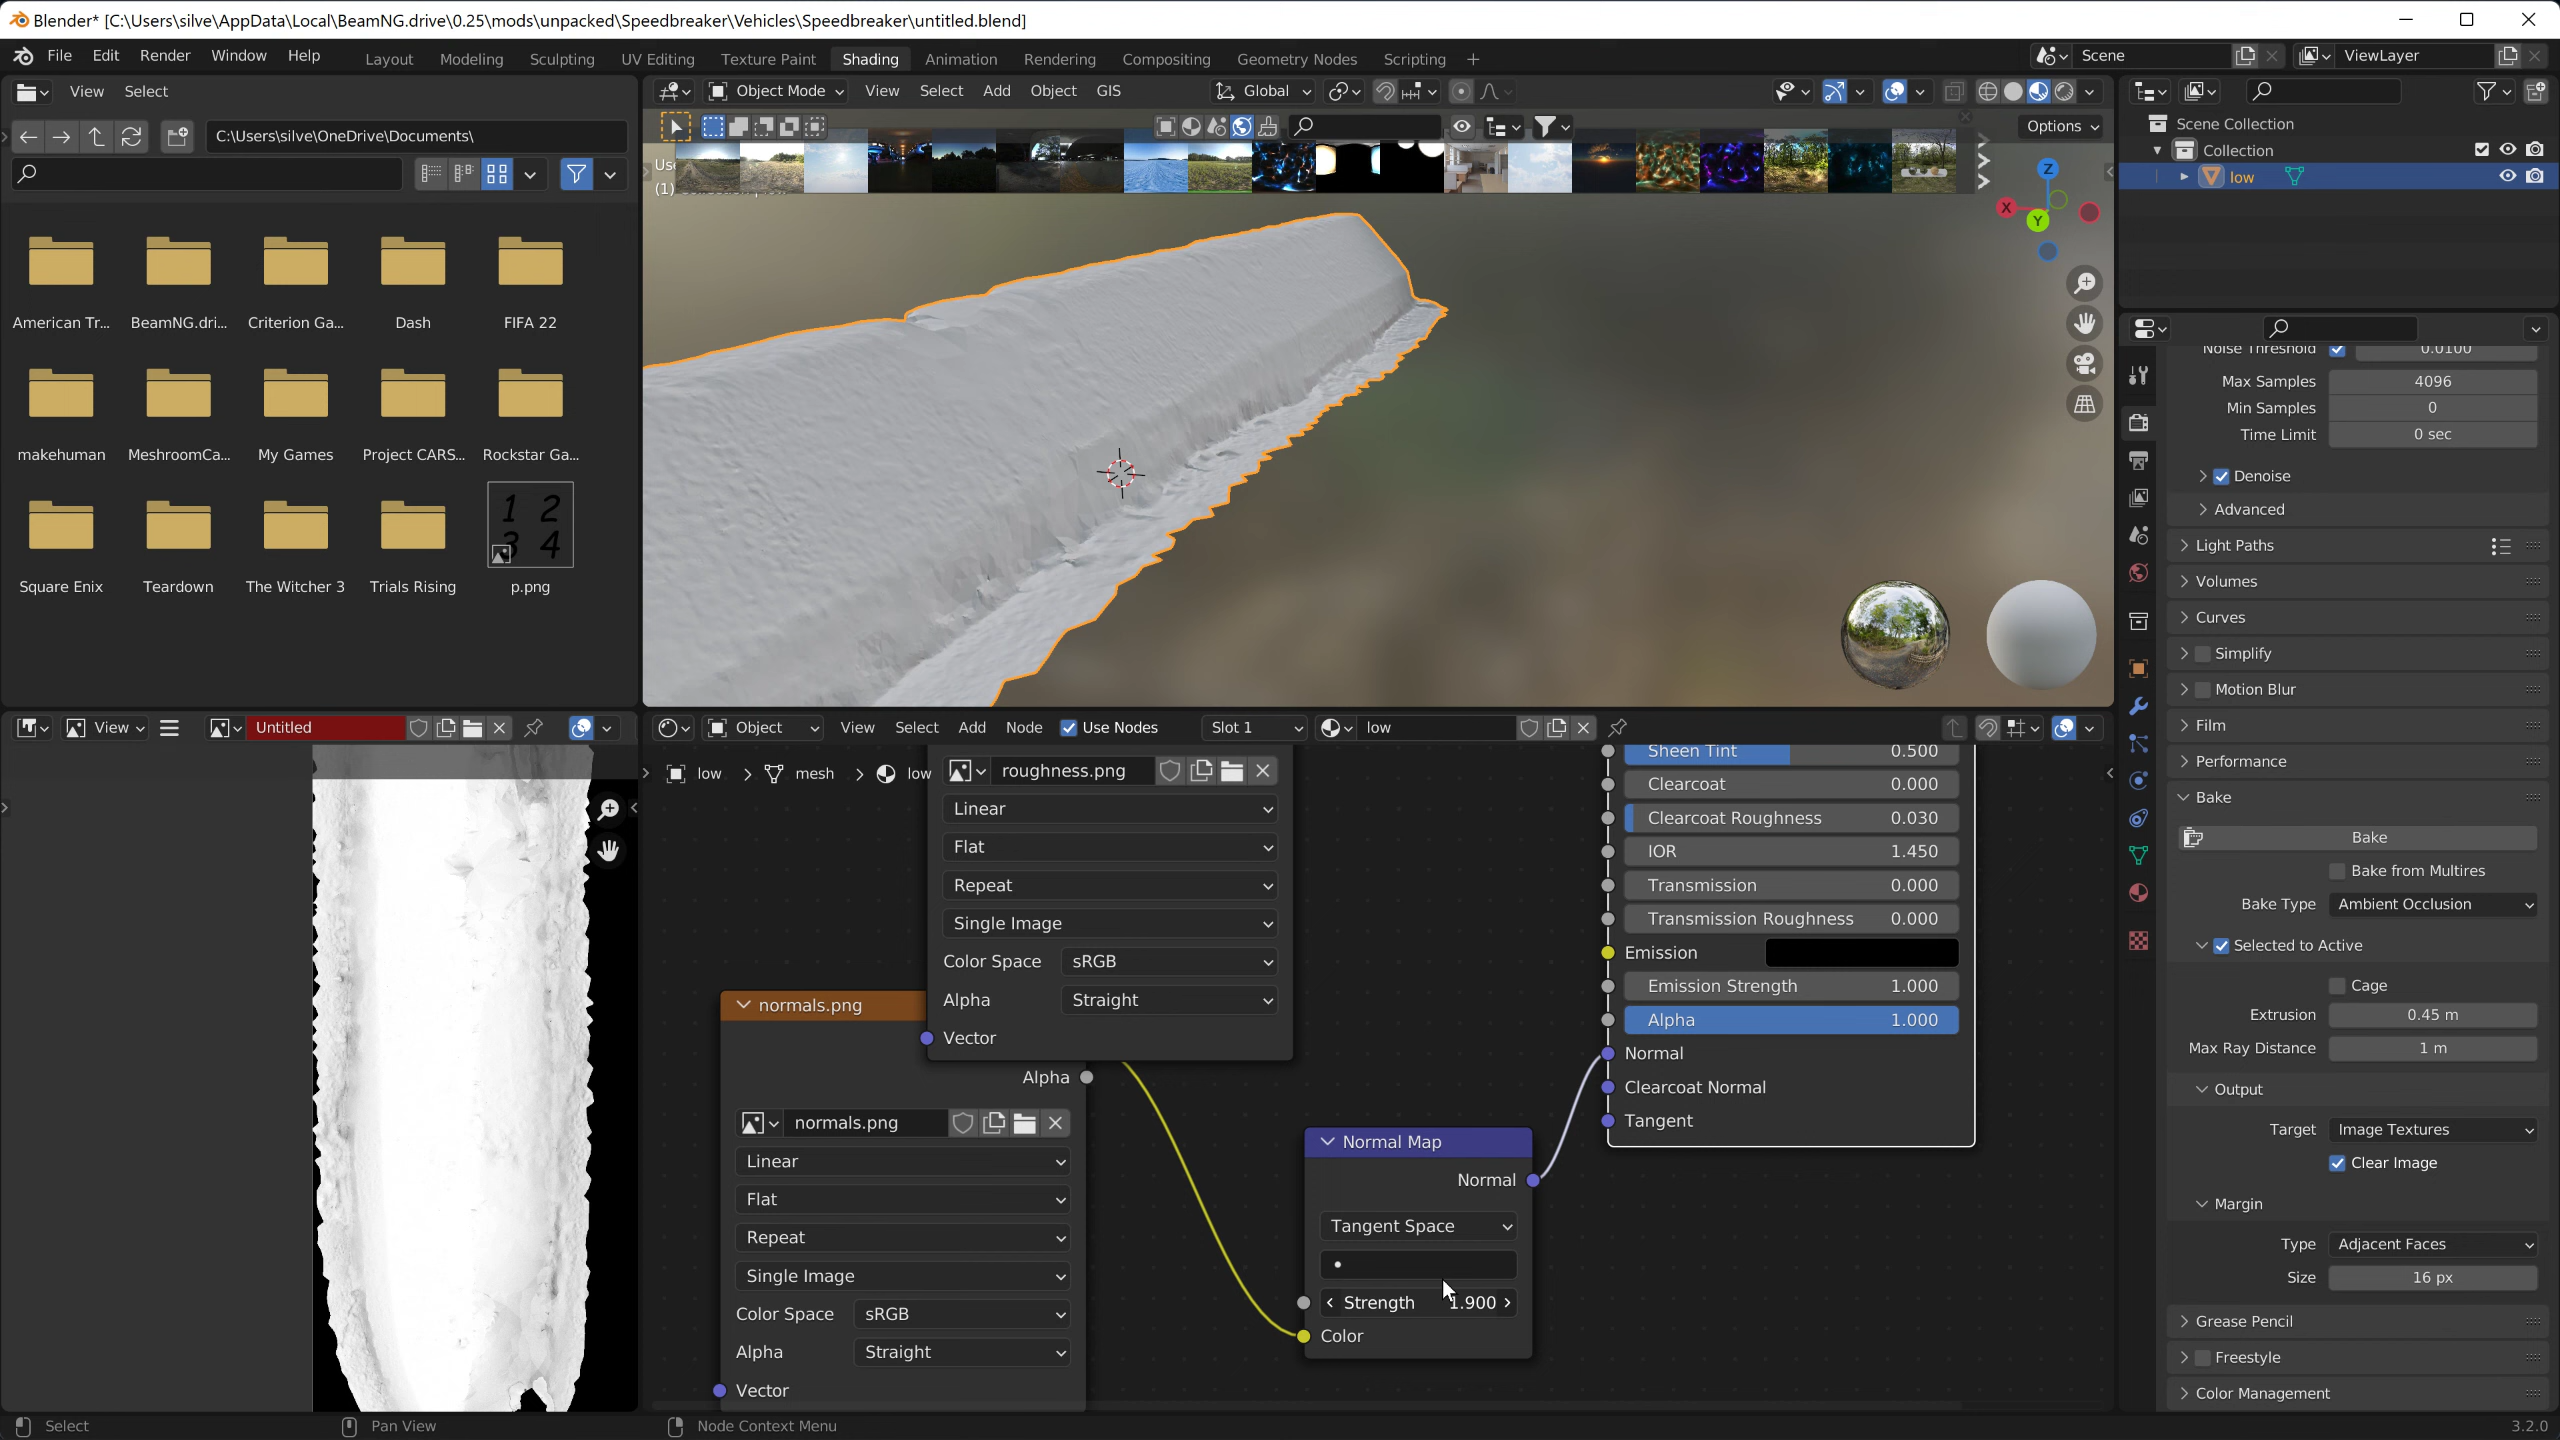 Blender* [C:\Users\silve\AppData\Local\BeamNG.drive\0.25\mods\unpacked\Speedbreaker\Vehicles\Speedbreaker\untitled.blend]
File Edit Render Window Help Layout Modeling Sculpting UV Editing Texture Paint Shading Animation Rendering Compositing Geometry Nodes Scripting + Scene ViewLayer
View Select
Object Mode View Select Add Object GIS Global
C:\Users\silve\OneDrive\Documents\
Options
(1)
X Y Z
American Tr... BeamNG.dri... Criterion Ga... Dash FIFA 22
makehuman MeshroomCa... My Games Project CARS... Rockstar Ga...
1 2
3 4
Square Enix Teardown The Witcher 3 Trials Rising p.png
Scene Collection
Collection
low
Noise Threshold 0.0100
Max Samples 4096
Min Samples 0
Time Limit 0 sec
Denoise
Advanced
Light Paths
Volumes
Curves
Simplify
Motion Blur
Film
Performance
Bake
Bake
Bake from Multires
Bake Type Ambient Occlusion
Selected to Active
Cage
Extrusion 0.45 m
Max Ray Distance 1 m
Output
Target Image Textures
Clear Image
Margin
Type Adjacent Faces
Size 16 px
Grease Pencil
Freestyle
Color Management
View Untitled
Object View Select Add Node Use Nodes Slot 1 low
low mesh low
roughness.png
Linear
Flat
Repeat
Single Image
Color Space sRGB
Alpha Straight
Vector
normals.png
Alpha
normals.png
Linear
Flat
Repeat
Single Image
Color Space sRGB
Alpha Straight
Vector
Normal Map
Normal
Tangent Space
Strength 1.900
Color
Sheen Tint 0.500
Clearcoat 0.000
Clearcoat Roughness 0.030
IOR 1.450
Transmission 0.000
Transmission Roughness 0.000
Emission
Emission Strength 1.000
Alpha 1.000
Normal
Clearcoat Normal
Tangent
Select Pan View Node Context Menu 3.2.0